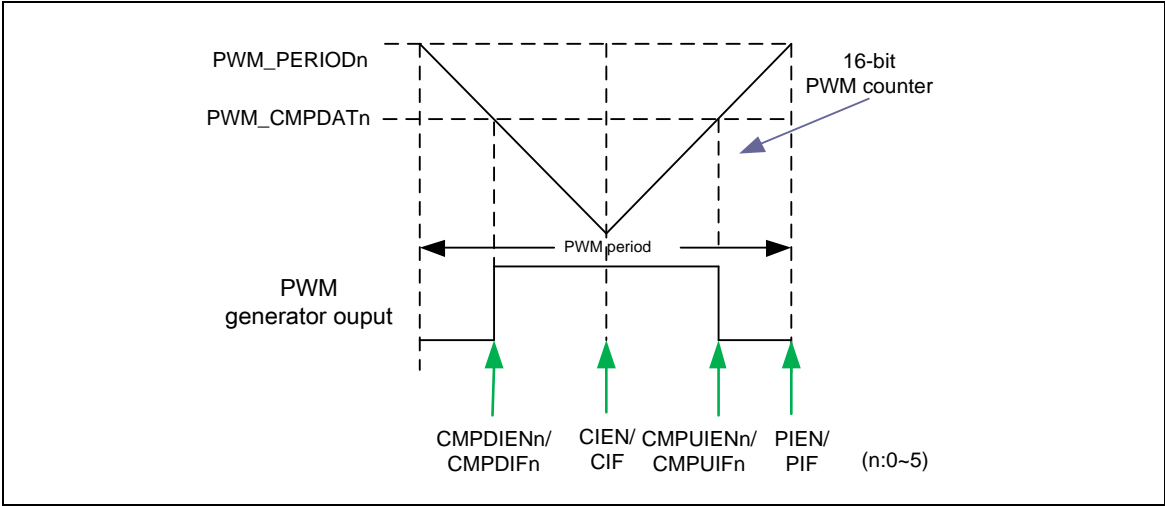 PWM_PERIODn
16-bit
PWM counter
PWM_CMPDATn
PWM period
PWM
generator ouput
CMPDIENn/
CMPDIFn
CIEN/
CIF
CMPUIENn/
CMPUIFn
PIEN/
PIF
(n:0~5)